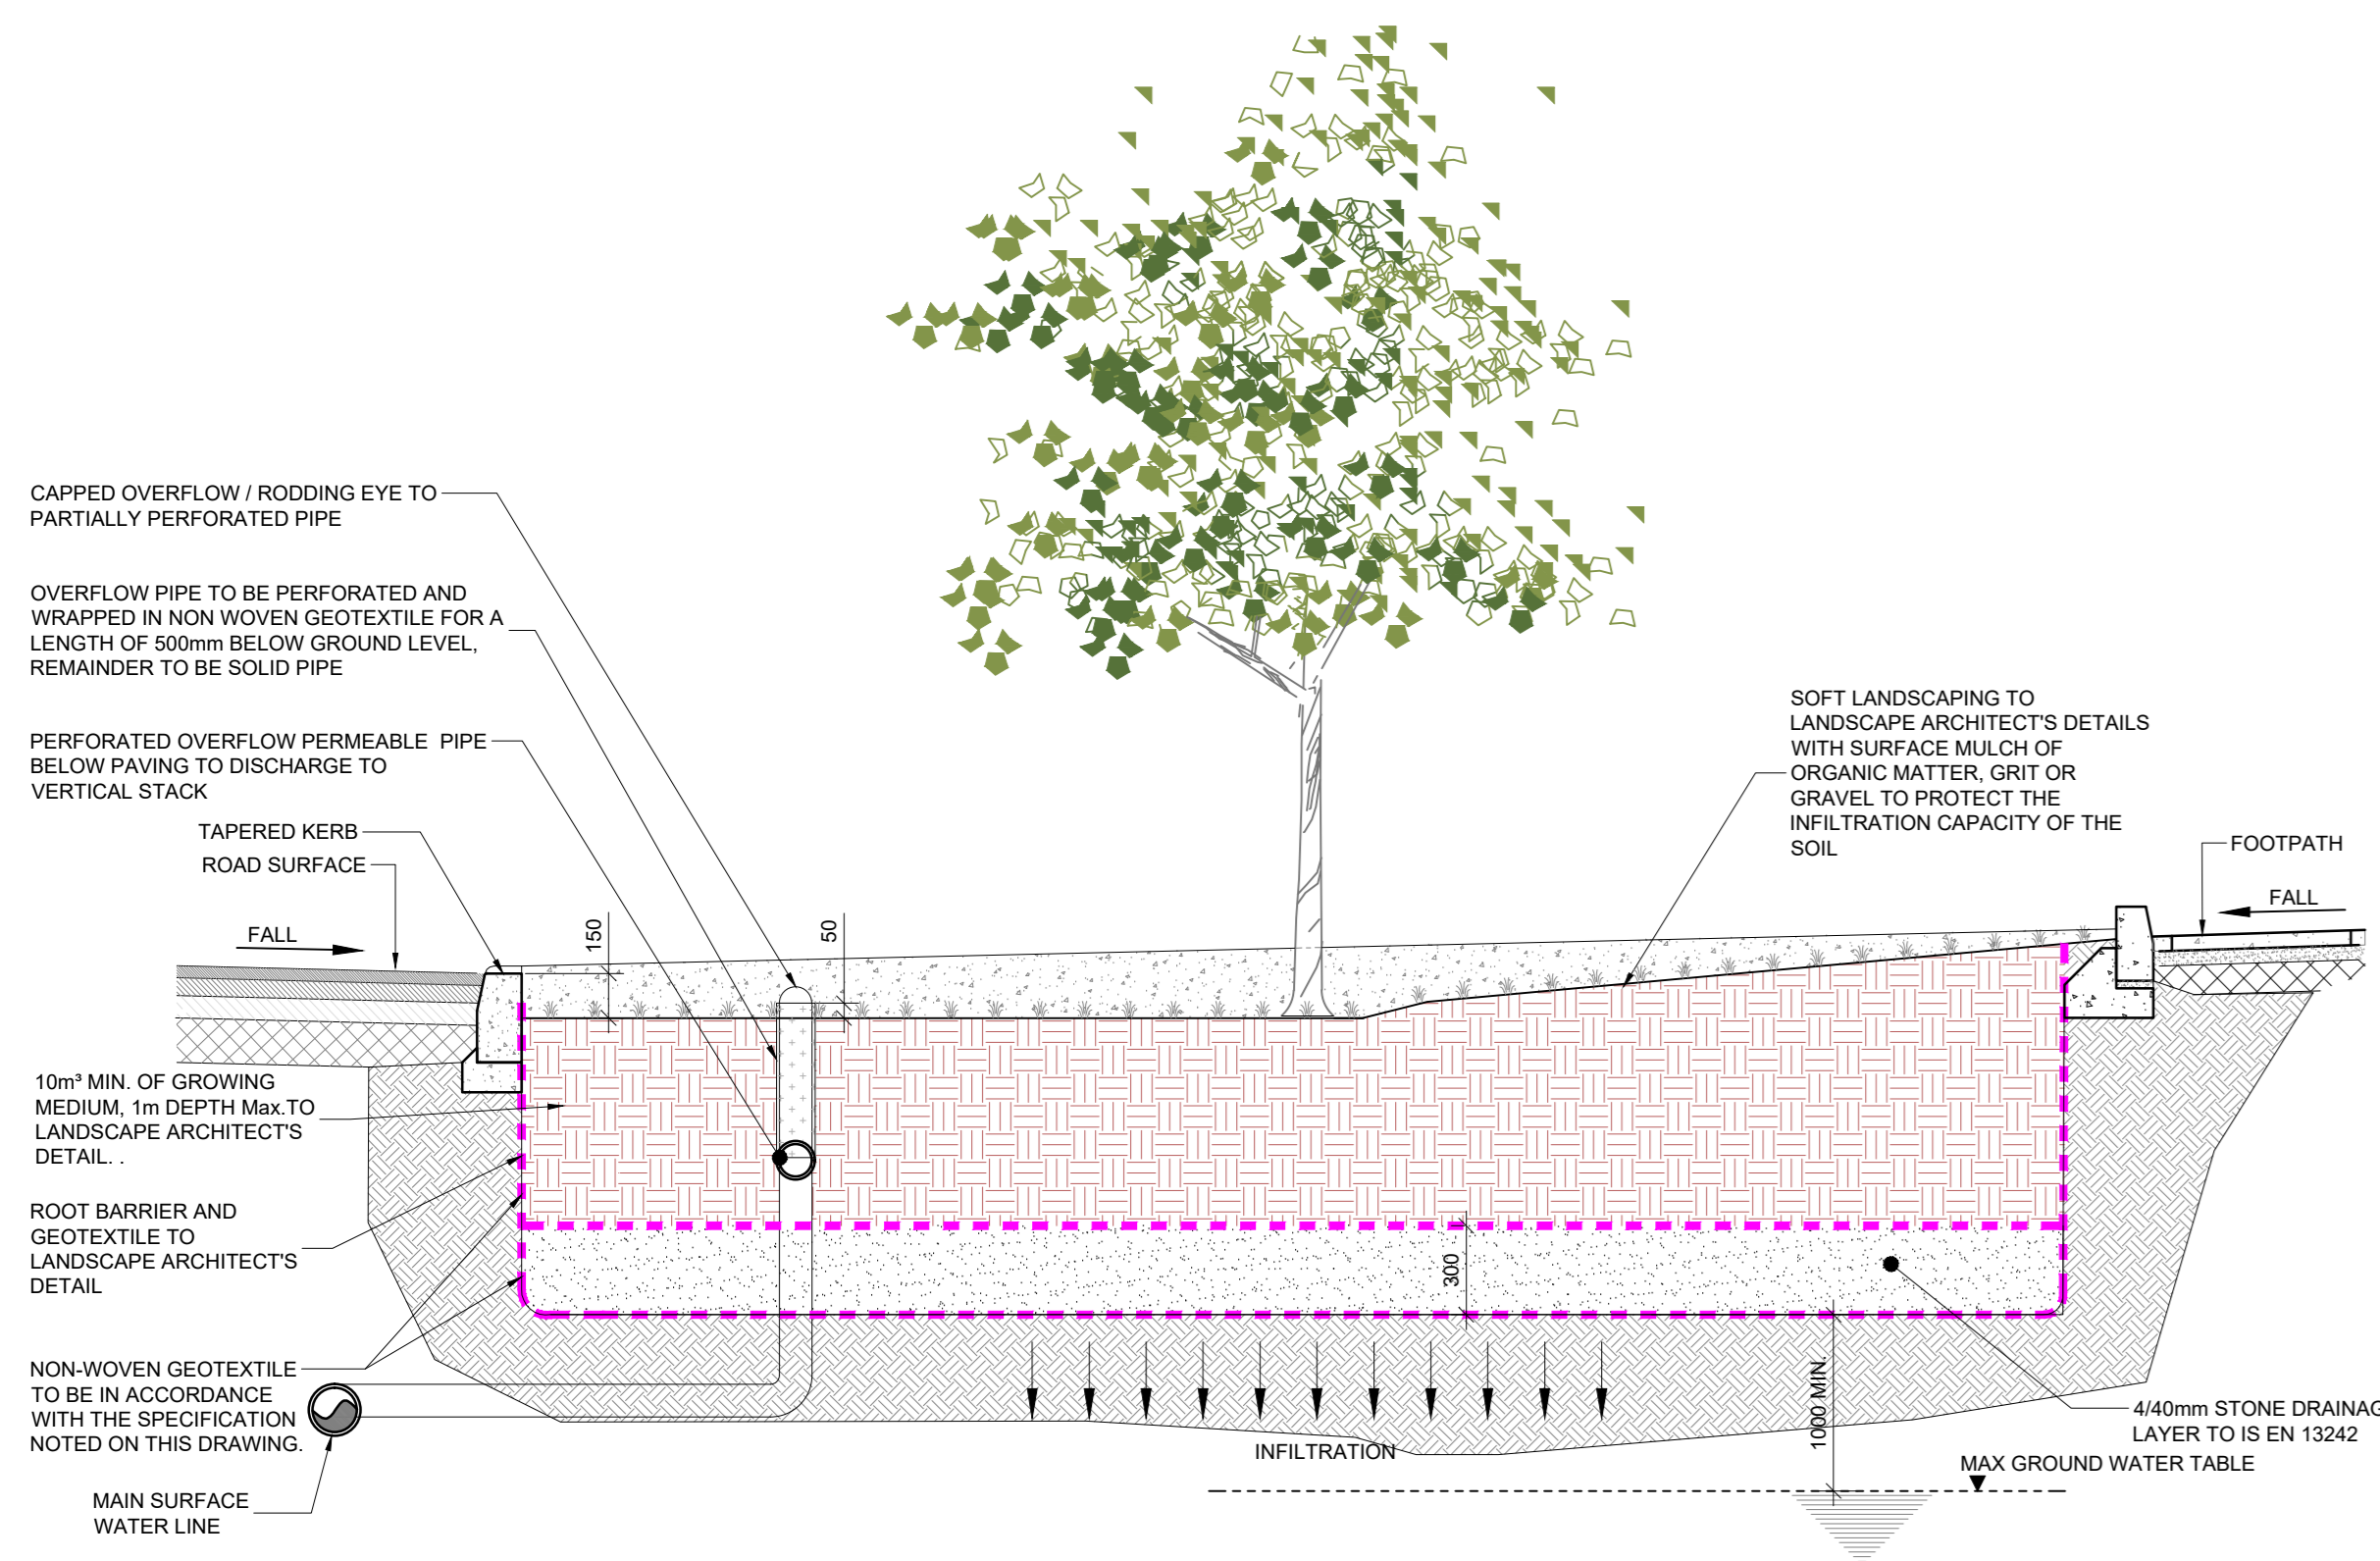 CAPPED OVERFLOW / RODDING EYE TO
PARTIALLY PERFORATED PIPE
OVERFLOW PIPE TO BE PERFORATED AND
WRAPPED IN NON WOVEN GEOTEXTILE FOR A
LENGTH OF 500mm BELOW GROUND LEVEL,
REMAINDER TO BE SOLID PIPE
PERFORATED OVERFLOW PERMEABLE PIPE
BELOW PAVING TO DISCHARGE TO
VERTICAL STACK
TAPERED KERB
ROAD SURFACE
FALL
150
50
SOFT LANDSCAPING TO
LANDSCAPE ARCHITECT'S DETAILS
WITH SURFACE MULCH OF
ORGANIC MATTER, GRIT OR
GRAVEL TO PROTECT THE
INFILTRATION CAPACITY OF THE
SOIL
FOOTPATH
FALL
10m³ MIN. OF GROWING
MEDIUM, 1m DEPTH Max.TO
LANDSCAPE ARCHITECT'S
DETAIL. .
ROOT BARRIER AND
GEOTEXTILE TO
LANDSCAPE ARCHITECT'S
DETAIL
NON-WOVEN GEOTEXTILE
TO BE IN ACCORDANCE
WITH THE SPECIFICATION
NOTED ON THIS DRAWING.
MAIN SURFACE
WATER LINE
300
INFILTRATION
1000 MIN.
4/40mm STONE DRAINAG
LAYER TO IS EN 13242
MAX GROUND WATER TABLE